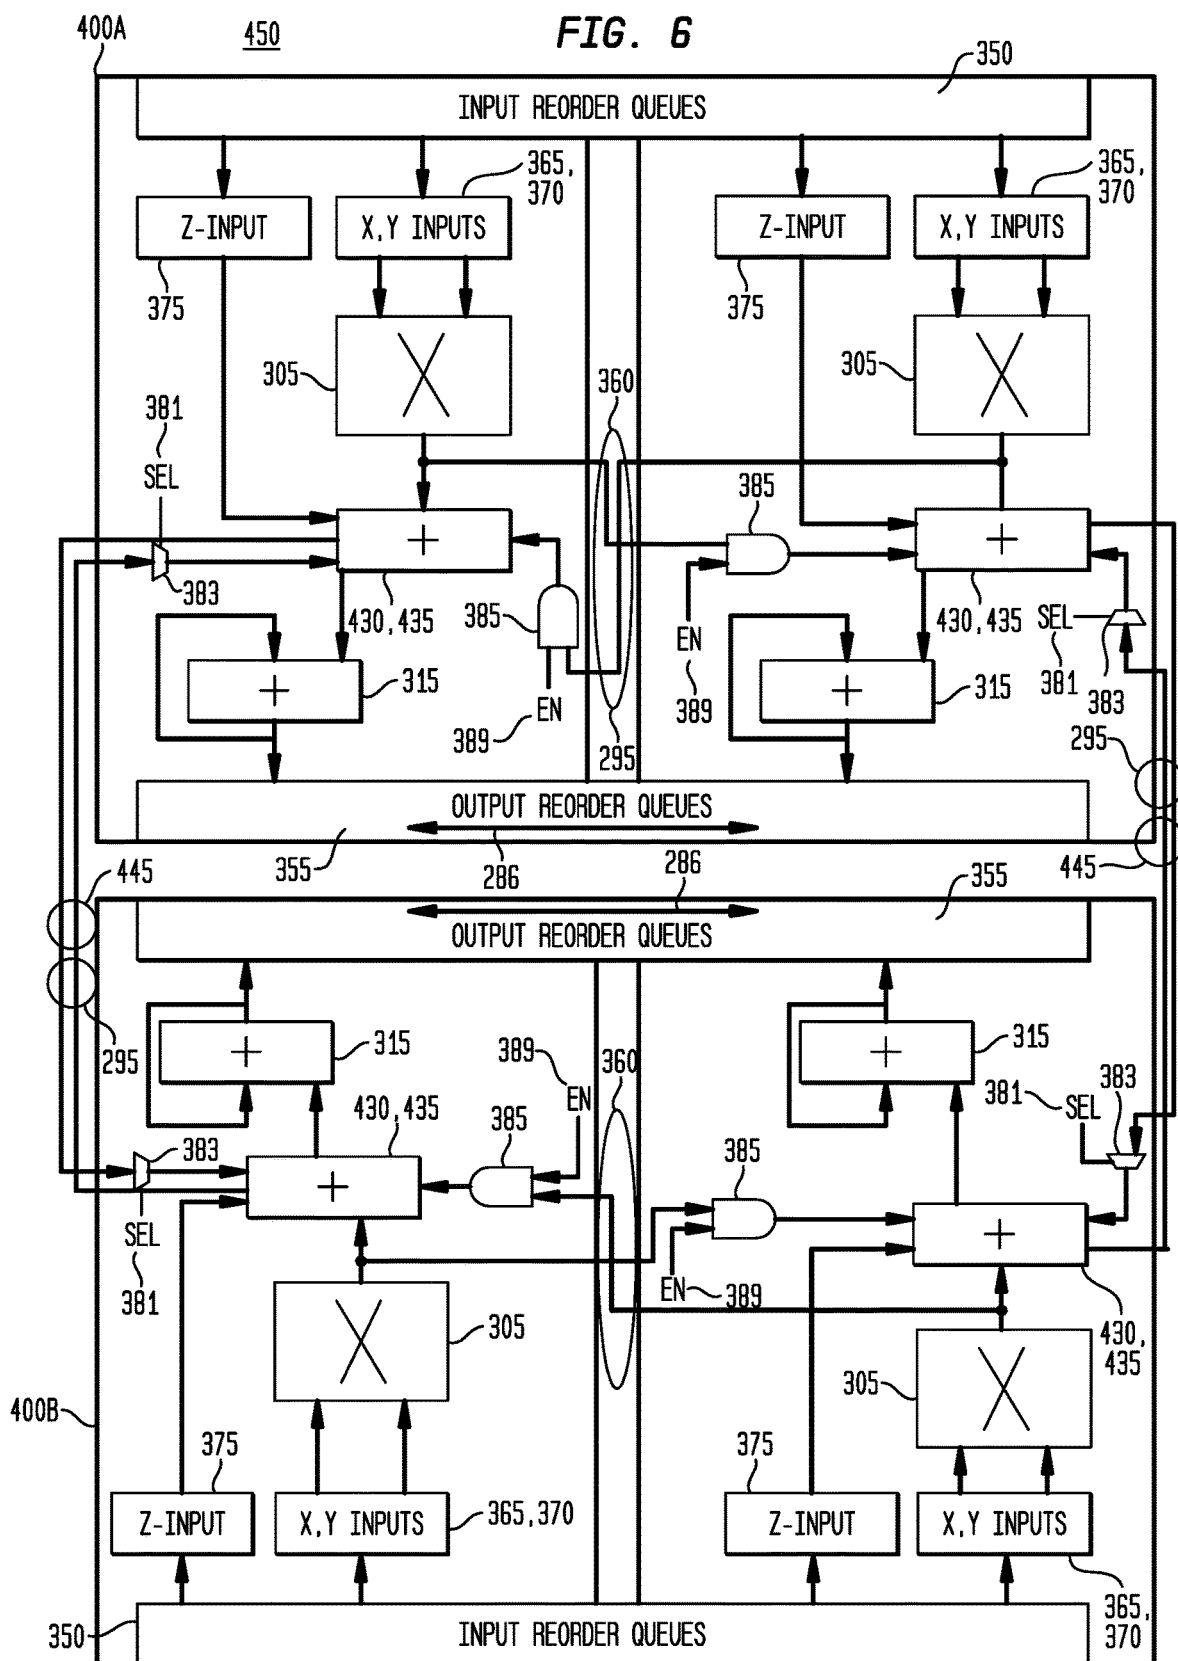 400A
450
FIG. 6
350
INPUT REORDER QUEUES
365,
370
365,
370
Z-INPUT
X,Y INPUTS
Z-INPUT
X,Y INPUTS
375
375
305
360
305
381
SEL
385
+
+
383
430,435
385
EN
430,435
SEL
+
315
+
315
381
383
389
EN
389
295
295
OUTPUT REORDER QUEUES
355
286
286
355
445
445
OUTPUT REORDER QUEUES
295
+
315
389
360
+
315
383
EN
381
SEL
430,435
385
383
385
+
SEL
+
381
EN
389
305
430,
435
305
400B
375
375
Z-INPUT
X,Y INPUTS
365,370
Z-INPUT
X,Y INPUTS
350
INPUT REORDER QUEUES
365,
370